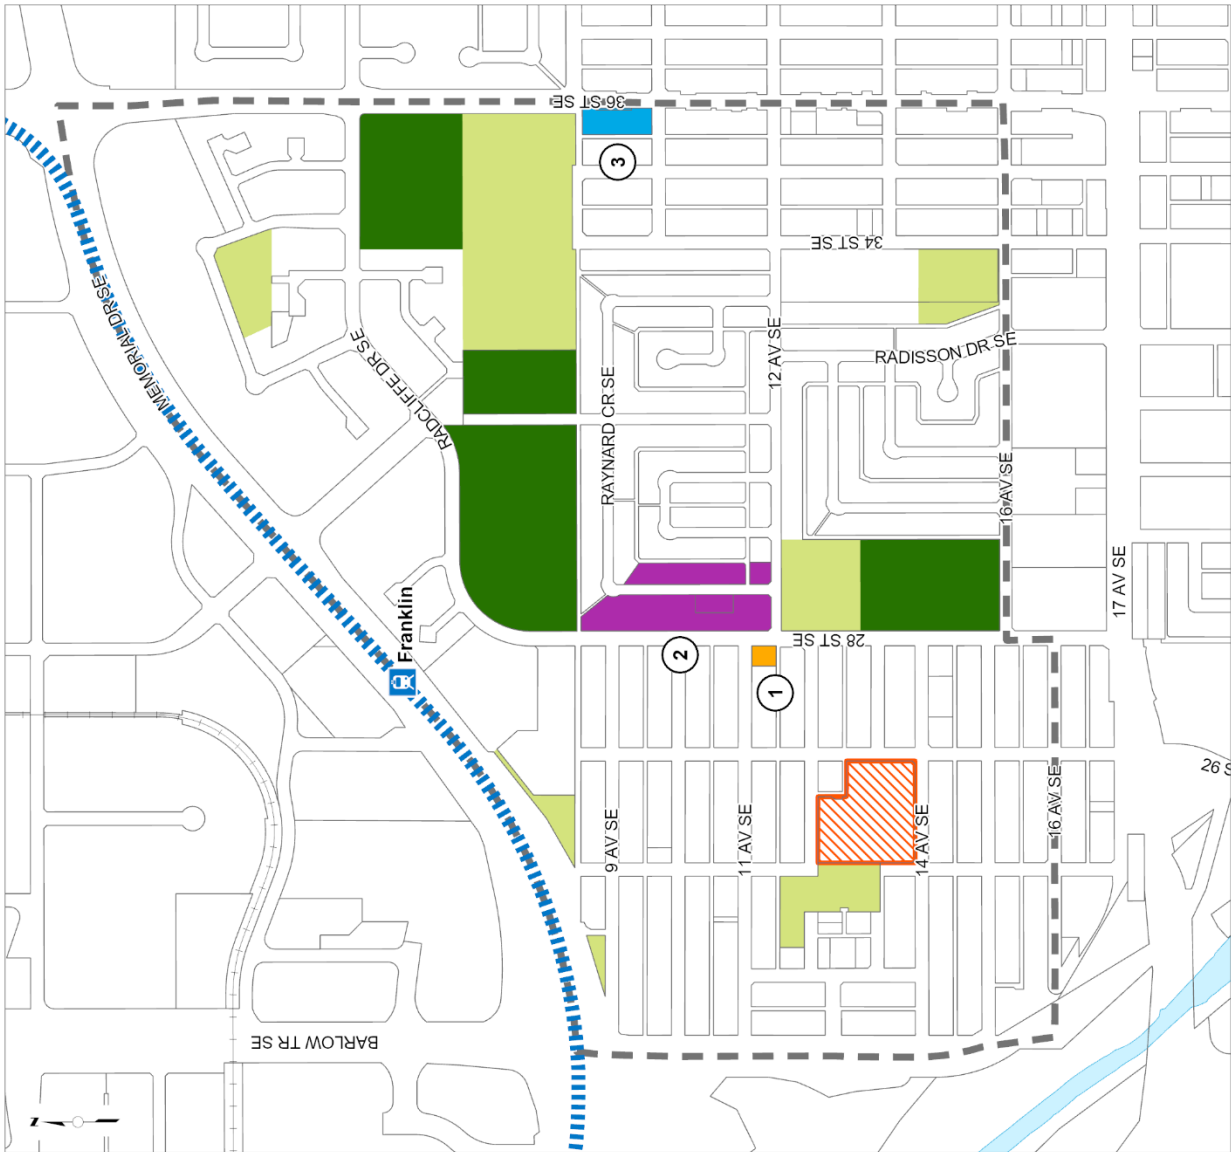 36 ST SE
3
34 ST SE
MEMORIAL DR SE
RADCLIFFE DR SE
12 AV SE
RADISSON DR SE
RAYNARD CR SE
16 AV SE
17 AV SE
Franklin
28 ST SE
2
1
26 S
9 AV SE
11 AV SE
14 AV SE
16 AV SE
BARLOW TR SE
N